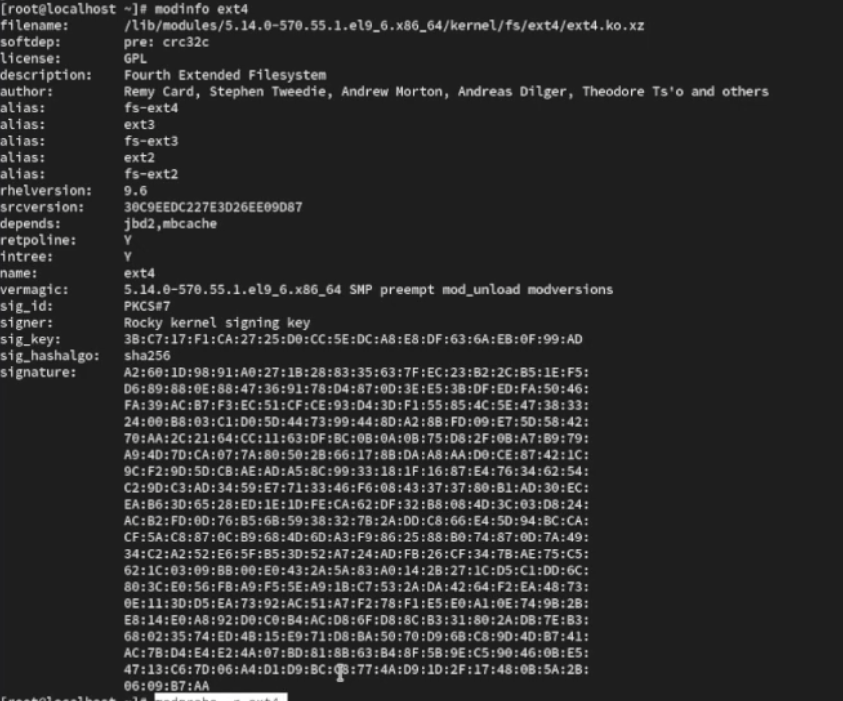 [root@localhost ~]# modinfo ext4
filename: /lib/modules/5.14.0-570.55.1.el9_6.x86_64/kernel/fs/ext4/ext4.ko.xz
softdep: pre: crc32c
license: GPL
description: Fourth Extended Filesystem
author: Remy Card, Stephen Tweedie, Andrew Morton, Andreas Dilger, Theodore Ts'o and others
alias: fs-ext4
alias: ext3
alias: fs-ext3
alias: ext2
alias: fs-ext2
rhelversion: 9.6
srcversion: 30C9EEDC227E3D26EE09D87
depends: jbd2,mbcache
retpoline: Y
intree: Y
name: ext4
vermagic: 5.14.0-570.55.1.el9_6.x86_64 SMP preempt mod_unload modversions
sig_id: PKCS#7
signer: Rocky kernel signing key
sig_key: 3B:C7:17:F1:CA:27:25:D0:CC:5E:DC:A8:E8:DF:63:6A:EB:0F:99:AD
sig_hashalgo: sha256
signature: A2:60:1D:98:91:A0:27:1B:28:83:35:63:7F:EC:23:B2:2C:B5:1E:F5:
D6:89:88:0E:88:47:36:91:78:D4:87:0D:3E:E5:3B:DF:ED:FA:50:46:
FA:39:AC:B7:F3:EC:51:CF:CE:93:D4:3D:F1:55:85:4C:5E:47:38:33:
24:00:B8:03:C1:D0:5D:44:73:99:44:8D:A2:8B:FD:09:E7:5D:58:42:
70:AA:2C:21:64:CC:11:63:DF:BC:0B:0A:0B:75:D8:2F:0B:A7:B9:79:
A9:4D:7D:CA:07:7A:80:50:2B:66:17:8B:DA:A8:AA:D0:CE:87:42:1C:
9C:F2:9D:5D:CB:AE:AD:A5:8C:99:33:18:1F:16:87:E4:76:34:62:54:
C2:9D:C3:AD:34:59:E7:71:33:46:F6:08:43:37:37:80:B1:AD:30:EC:
EA:B6:3D:65:28:ED:1E:1D:FE:CA:62:DF:32:B8:08:4D:3C:03:D8:24:
AC:B2:FD:0D:76:B5:6B:59:38:32:7B:2A:DD:C8:66:E4:5D:94:BC:CA:
CF:5A:C8:87:0C:B9:68:4D:6D:A3:F9:86:25:88:B0:74:87:0D:7A:49:
34:C2:A2:52:E6:5F:B5:3D:52:A7:24:AD:FB:26:CF:34:7B:AE:75:C5:
62:1C:03:09:BB:00:E0:43:2A:5A:83:A0:14:2B:27:1C:D5:C1:DD:6C:
80:3C:E0:56:FB:A9:F5:5E:A9:1B:C7:53:2A:DA:42:64:F2:EA:48:73:
0E:11:3D:D5:EA:73:92:AC:51:A7:F2:78:F1:E5:E0:A1:0E:74:9B:2B:
E8:14:E0:A8:92:D0:C0:B4:AC:D8:6F:D8:8C:B3:31:80:2A:DB:7E:B3:
68:02:35:74:ED:4B:15:E9:71:D8:BA:50:70:D9:6B:C8:9D:4D:B7:41:
AC:7B:D4:E4:E2:4A:07:BD:81:8B:63:B4:8F:5B:9E:C5:90:46:0B:E5:
47:13:C6:7D:06:A4:D1:D9:BC:C8:77:4A:D9:1D:2F:17:48:0B:5A:2B:
06:09:B7:AA
[root@localhost ~]#